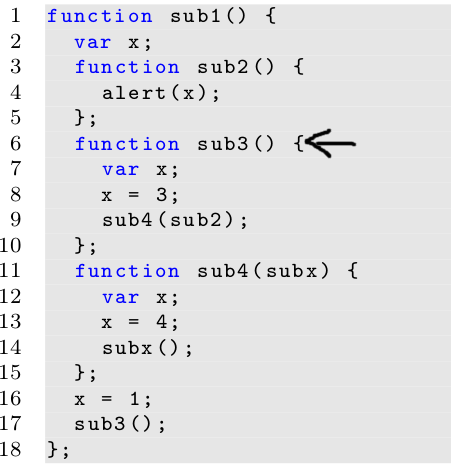 1 function sub1() {
2 var x;
3 function sub2() {
4 alert(x);
5 };
6 function sub3() {
7 var x;
8 x = 3;
9 sub4(sub2);
10 };
11 function sub4(subx) {
12 var x;
13 x = 4;
14 subx();
15 };
16 x = 1;
17 sub3();
18 };